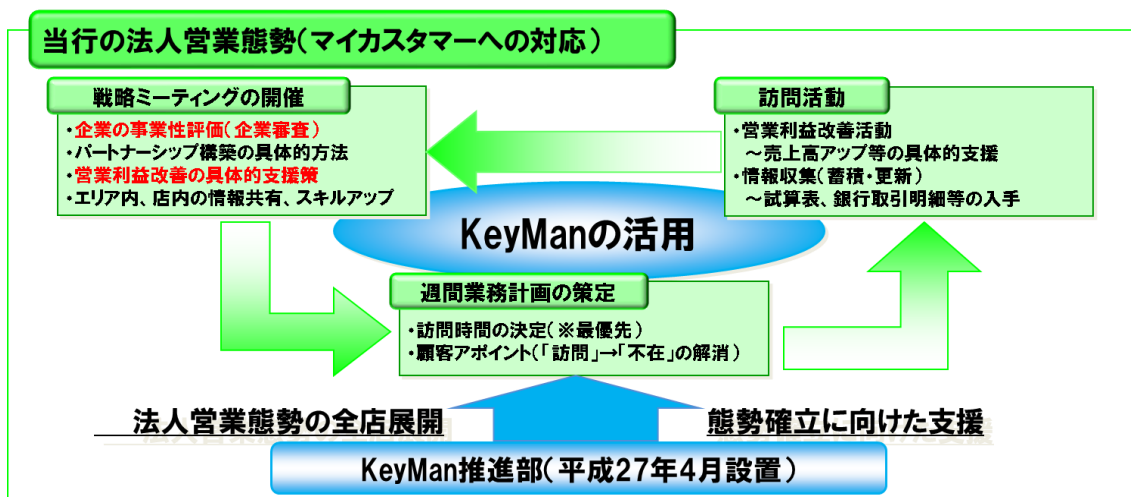 当行の法人営業態勢(マイカスタマーへの対応)
戦略ミーティングの開催
・企業の事業性評価(企業審査)
・パートナーシップ構築の具体的方法
・営業利益改善の具体的支援策
・エリア内、店内の情報共有、スキルアップ
訪問活動
・営業利益改善活動
~売上高アップ等の具体的支援
・情報収集(蓄積・更新)
~試算表、銀行取引明細等の入手
KeyManの活用
週間業務計画の策定
・訪問時間の決定(※最優先)
・顧客アポイント(「訪問」→「不在」の解消)
法人営業態勢の全店展開
態勢確立に向けた支援
KeyMan推進部(平成27年4月設置)